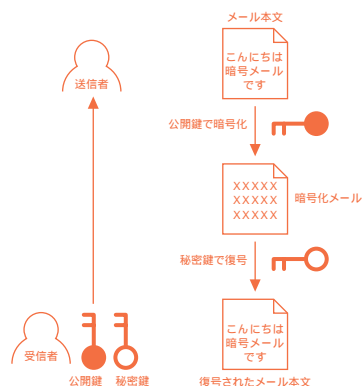 メール本文
こんにちは
暗号メール
です
送信者
公開鍵で暗号化
XXXXX
XXXXX
XXXXX
暗号化メール
秘密鍵で復号
こんにちは
暗号メール
です
受信者
公開鍵 秘密鍵
復号されたメール本文